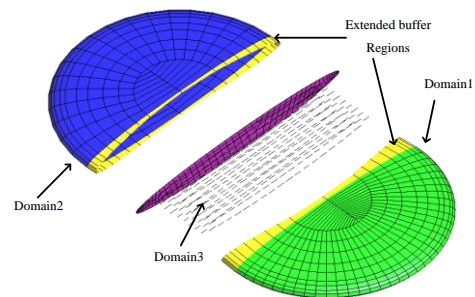 Extended buffer
Regions
Domain1
Domain2
Domain3